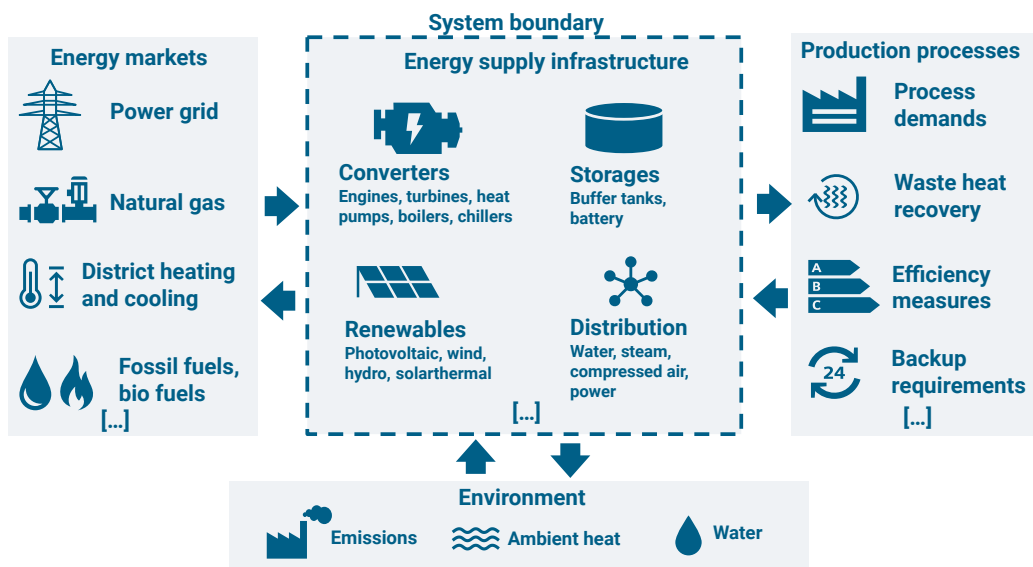 System boundary
Energy markets
Power grid
Natural gas
District heating
and cooling
Fossil fuels,
bio fuels
[...]
Energy supply infrastructure
Converters
Engines, turbines, heat
pumps, boilers, chillers
Storages
Buffer tanks,
battery
Renewables
Photovoltaic, wind,
hydro, solarthermal
Distribution
Water, steam,
compressed air,
power
[...]
Production processes
Process
demands
Waste heat
recovery
A
B
C
Efficiency
measures
24
Backup
requirements
[...]
Environment
Emissions
Ambient heat
Water